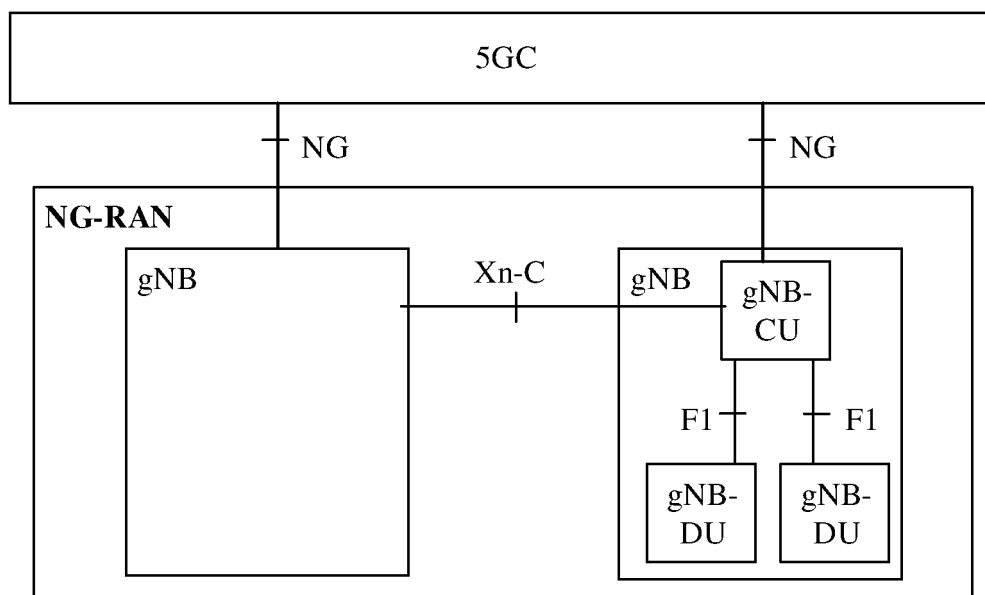 5GC
NG
NG
NG-RAN
gNB
Xn-C
gNB
gNB-
CU
F1
F1
gNB-
DU
gNB-
DU